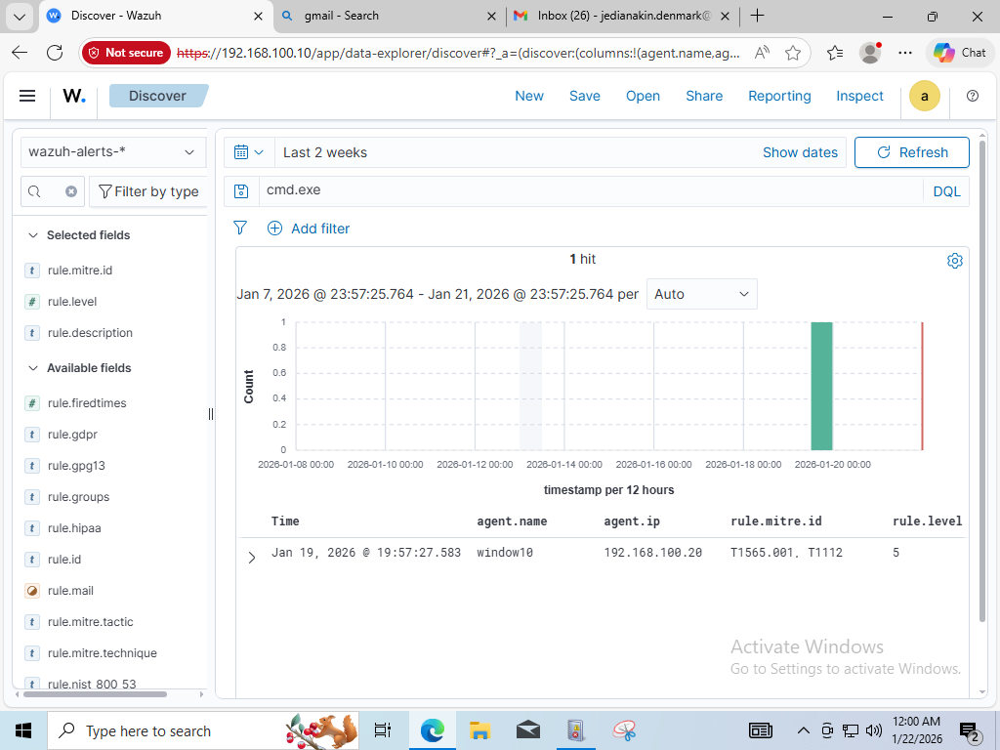 Discover - Wazuh
gmail - Search
Inbox (26) - jedianakin.denmark@
Not secure
https://192.168.100.10/app/data-explorer/discover#?_a=(discover:(columns:!(agent.name,ag...
Chat
W.
Discover
New
Save
Open
Share
Reporting
Inspect
a
wazuh-alerts-*
Last 2 weeks
Show dates
Refresh
Filter by type
cmd.exe
DQL
Add filter
Selected fields
t rule.mitre.id
# rule.level
t rule.description
Available fields
# rule.firedtimes
t rule.gdpr
t rule.gpg13
t rule.groups
t rule.hipaa
t rule.id
rule.mail
t rule.mitre.tactic
t rule.mitre.technique
t rule.nist_800_53
1 hit
Jan 7, 2026 @ 23:57:25.764 - Jan 21, 2026 @ 23:57:25.764 per
Auto
Count
1
0.8
0.6
0.4
0.2
0
2026-01-08 00:00
2026-01-10 00:00
2026-01-12 00:00
2026-01-14 00:00
2026-01-16 00:00
2026-01-18 00:00
2026-01-20 00:00
timestamp per 12 hours
Time agent.name agent.ip rule.mitre.id rule.level
Jan 19, 2026 @ 19:57:27.583 window10 192.168.100.20 T1565.001, T1112 5
Activate Windows
Go to Settings to activate Windows.
Type here to search
12:00 AM
1/22/2026
2